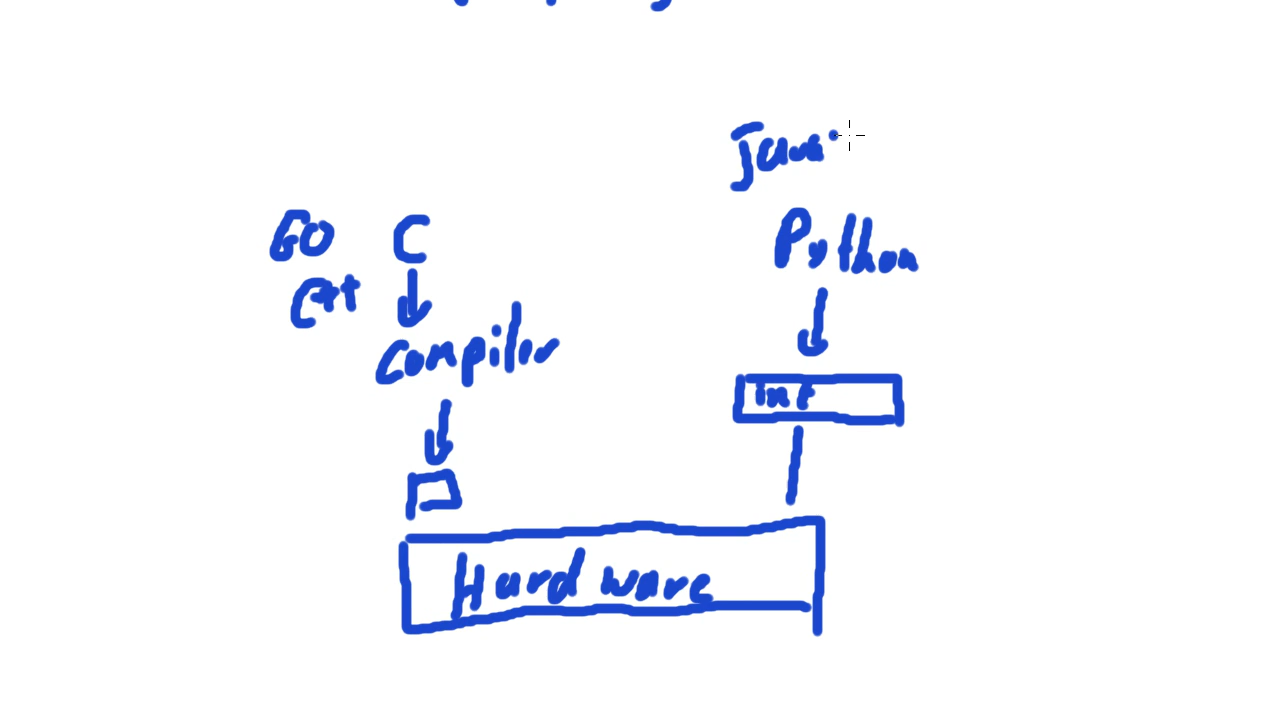 Java
GO C
C++
Python
Compiler
int
Hardware